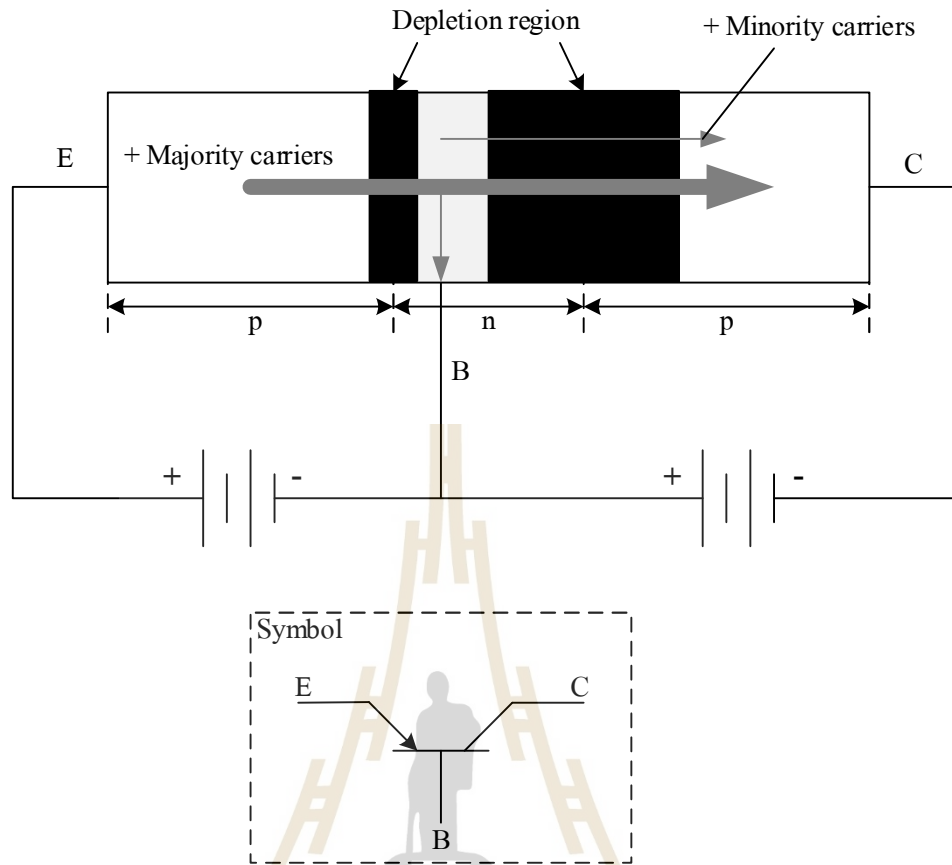 Depletion region
+ Minority carriers
E
+ Majority carriers
C
p
n
p
B
+
-
+
-
Symbol
E
C
B